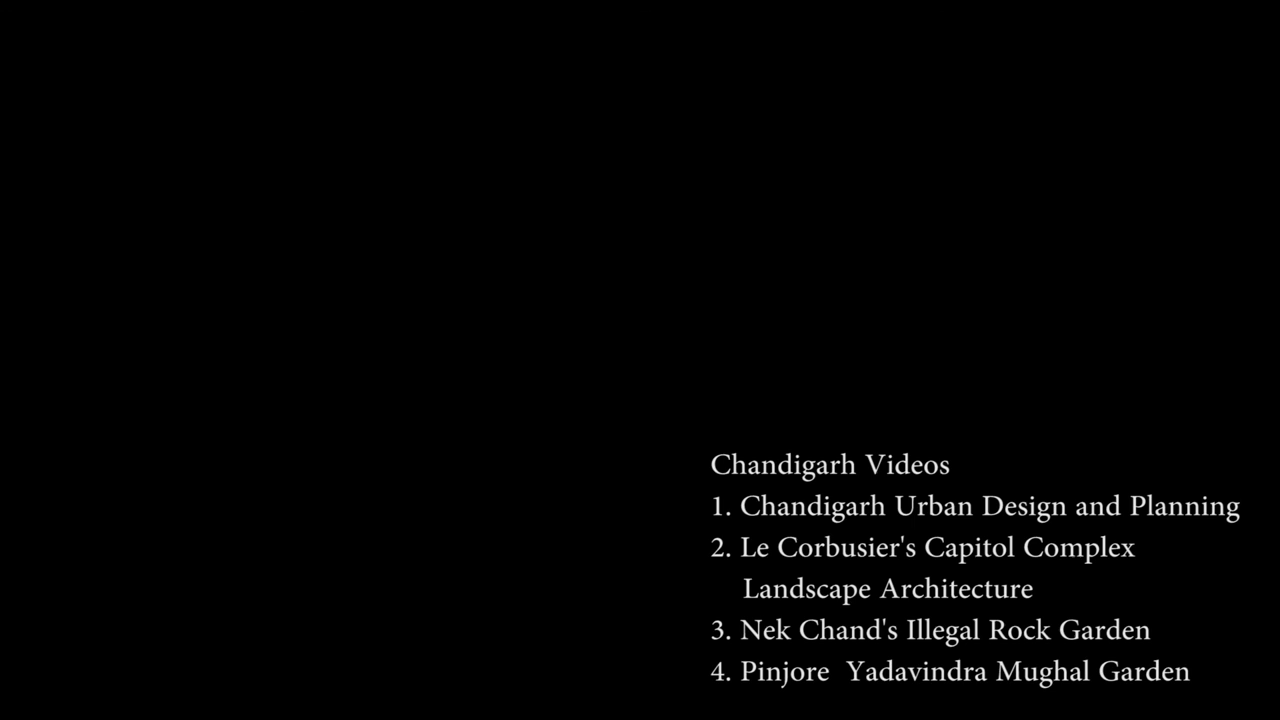 Chandigarh Videos
1. Chandigarh Urban Design and Planning
2. Le Corbusier's Capitol Complex
Landscape Architecture
3. Nek Chand's Illegal Rock Garden
4. Pinjore  Yadavindra Mughal Garden